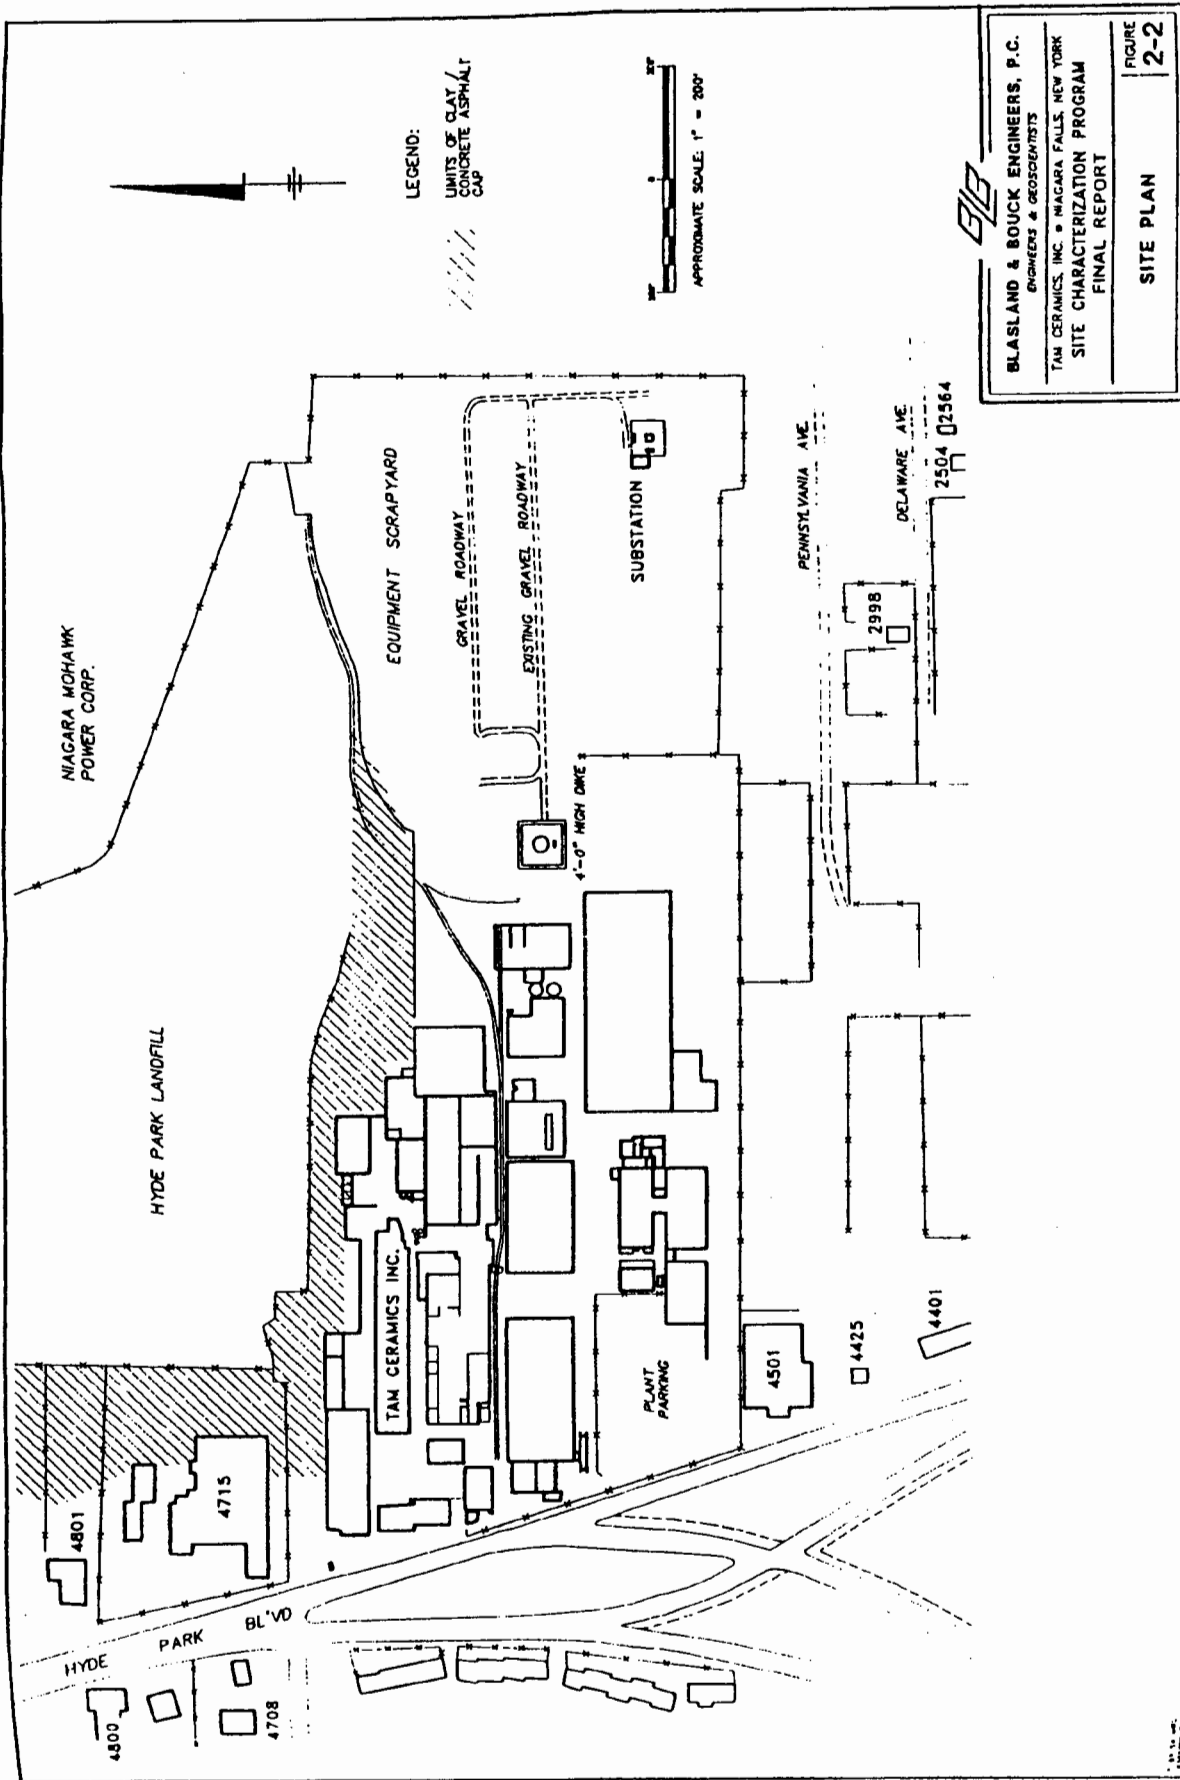 NIAGARA MOHAWK
POWER CORP.
LEGEND:
LIMITS OF CLAY /
CONCRETE ASPHALT
CAP
HYDE PARK LANDFILL
EQUIPMENT SCRAPYARD
GRAVEL ROADWAY
EXISTING GRAVEL ROADWAY
4'-0" HIGH DIKE
SUBSTATION
0
APPROXIMATE SCALE: 1" = 200'
TAM CERAMICS INC.
PLANT
PARKING
HYDE PARK BL'VD
4801
4715
4800
4708
4501
4425
4401
PENNSYLVANIA AVE.
DELAWARE AVE.
2998
2504
2564
BLASLAND & BOUCK ENGINEERS, P.C.
ENGINEERS & GEOSCIENTISTS
TAM CERAMICS, INC. • NIAGARA FALLS, NEW YORK
SITE CHARACTERIZATION PROGRAM
FINAL REPORT
SITE PLAN
FIGURE
2-2